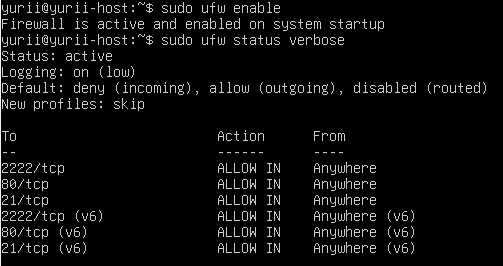 yurii@yurii-host:~$ sudo ufw enable
Firewall is active and enabled on system startup
yurii@yurii-host:~$ sudo ufw status verbose
Status: active
Logging: on (low)
Default: deny (incoming), allow (outgoing), disabled (routed)
New profiles: skip

To                         Action      From
--                         ------      ----
2222/tcp                   ALLOW IN    Anywhere
80/tcp                     ALLOW IN    Anywhere
21/tcp                     ALLOW IN    Anywhere
2222/tcp (v6)              ALLOW IN    Anywhere (v6)
80/tcp (v6)                ALLOW IN    Anywhere (v6)
21/tcp (v6)                ALLOW IN    Anywhere (v6)